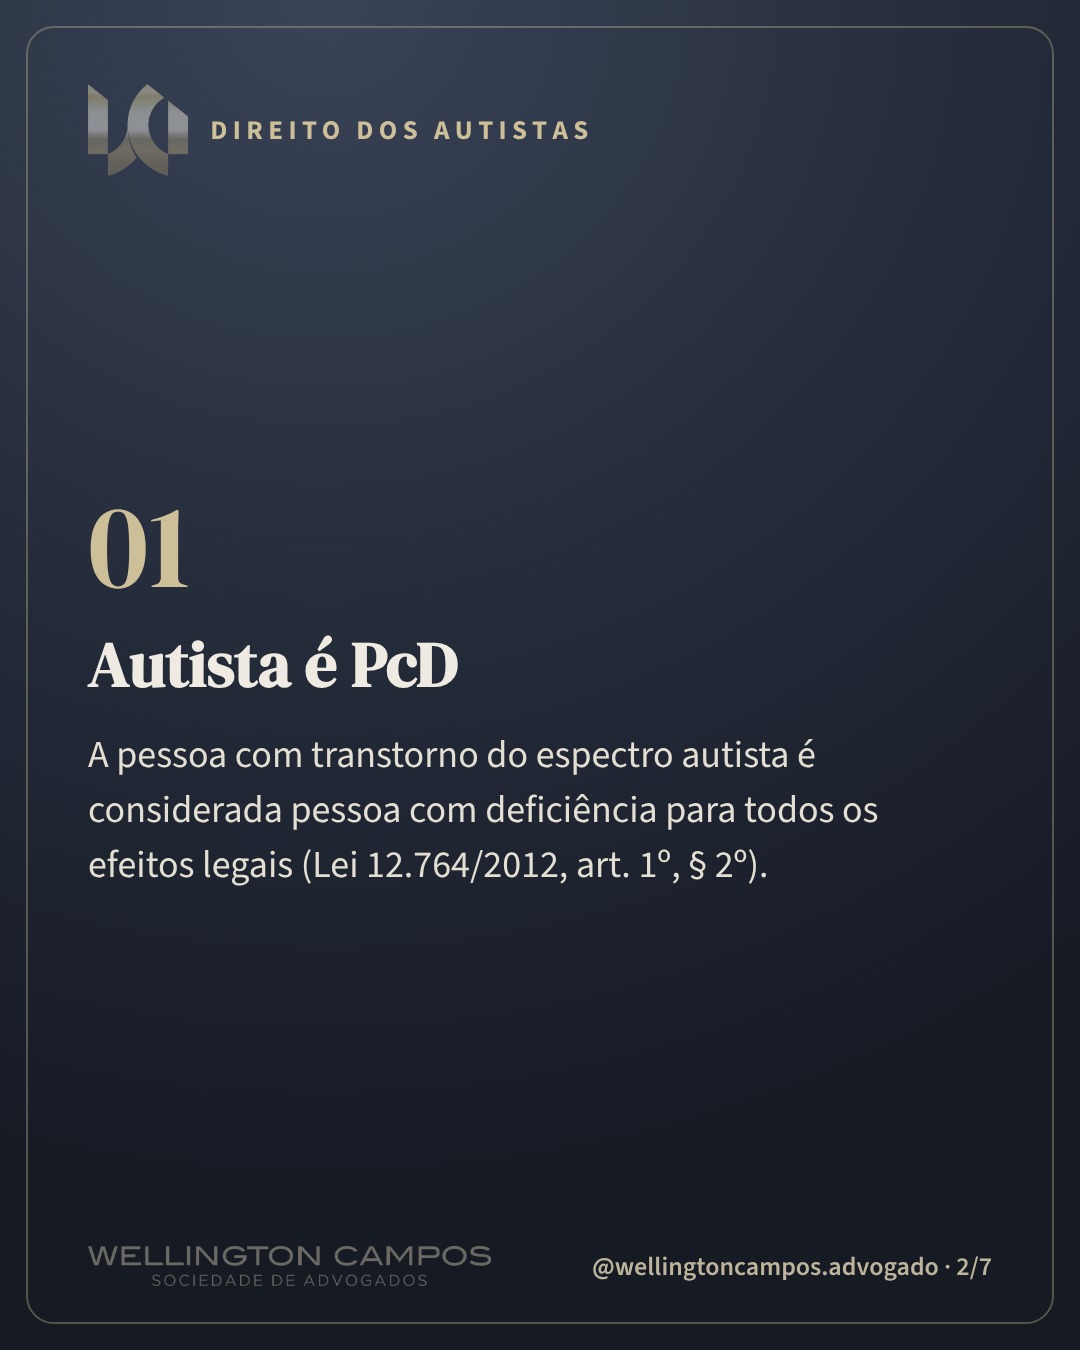 DIREITO DOS AUTISTAS
01
Autista é PcD
A pessoa com transtorno do espectro autista é
considerada pessoa com deficiência para todos os
efeitos legais (Lei 12.764/2012, art. 1º, § 2º).
WELLINGTON CAMPOS
SOCIEDADE DE ADVOGADOS
@wellingtoncampos.advogado · 2/7